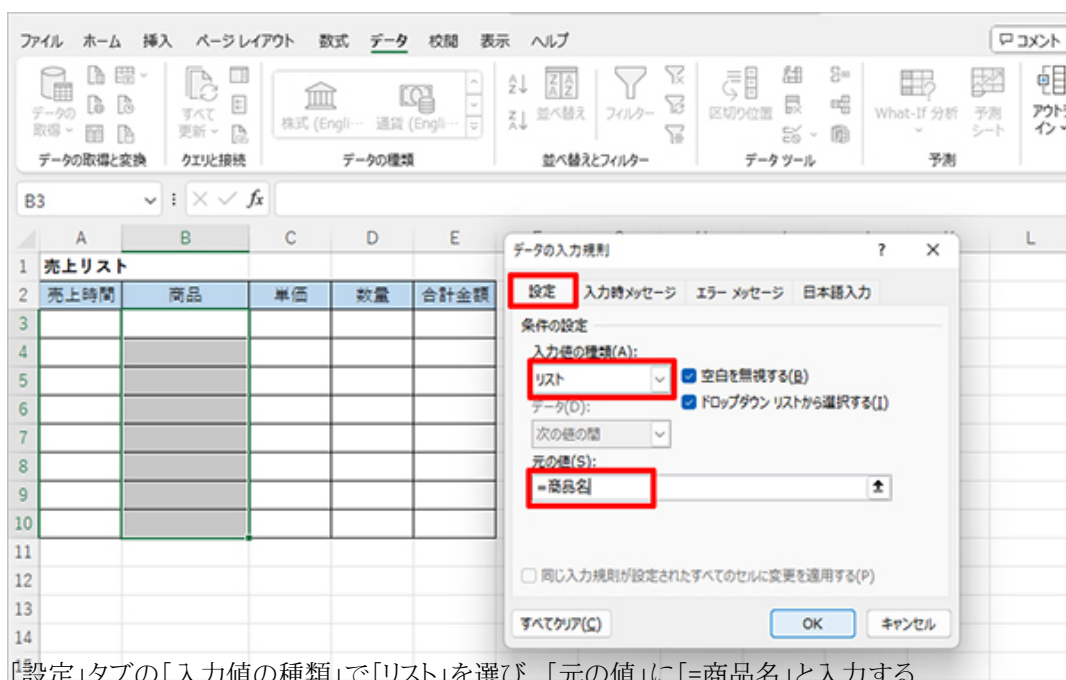 ファイル ホーム 挿入 ページ レイアウト 数式 データ 校閲 表示 ヘルプ コメント
データの取得 すべて更新 株式 (Engli… 通貨 (Engli… 並べ替え フィルター 区切り位置 What-If 分析 予測シート アウトライン
データの取得と変換 クエリと接続 データの種類 並べ替えとフィルター データ ツール 予測
B3 fx
A B C D E L
1 売上リスト
2 売上時間 商品 単価 数量 合計金額
3
4
5
6
7
8
9
10
11
12
13
14
データの入力規則 ? ×
設定 入力時メッセージ エラー メッセージ 日本語入力
条件の設定
入力値の種類(A):
リスト 空白を無視する(B)
データ(D): ドロップダウン リストから選択する(I)
次の値の間
元の値(S):
=商品名
同じ入力規則が設定されたすべてのセルに変更を適用する(P)
すべてクリア(C) OK キャンセル
「設定」タブの「入力値の種類」で「リスト」を選び、「元の値」に「=商品名」と入力する